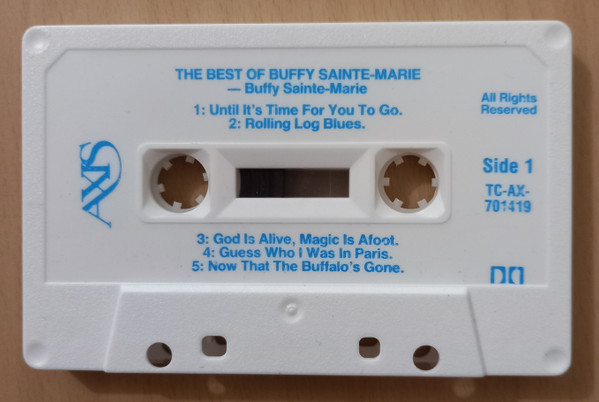 THE BEST OF BUFFY SAINTE-MARIE
— Buffy Sainte-Marie
1: Until It's Time For You To Go.
2: Rolling Log Blues.
All Rights
Reserved
AXIS
Side 1
TC-AX-
701419
3: God Is Alive, Magic Is Afoot.
4: Guess Who I Was In Paris.
5: Now That The Buffalo's Gone.